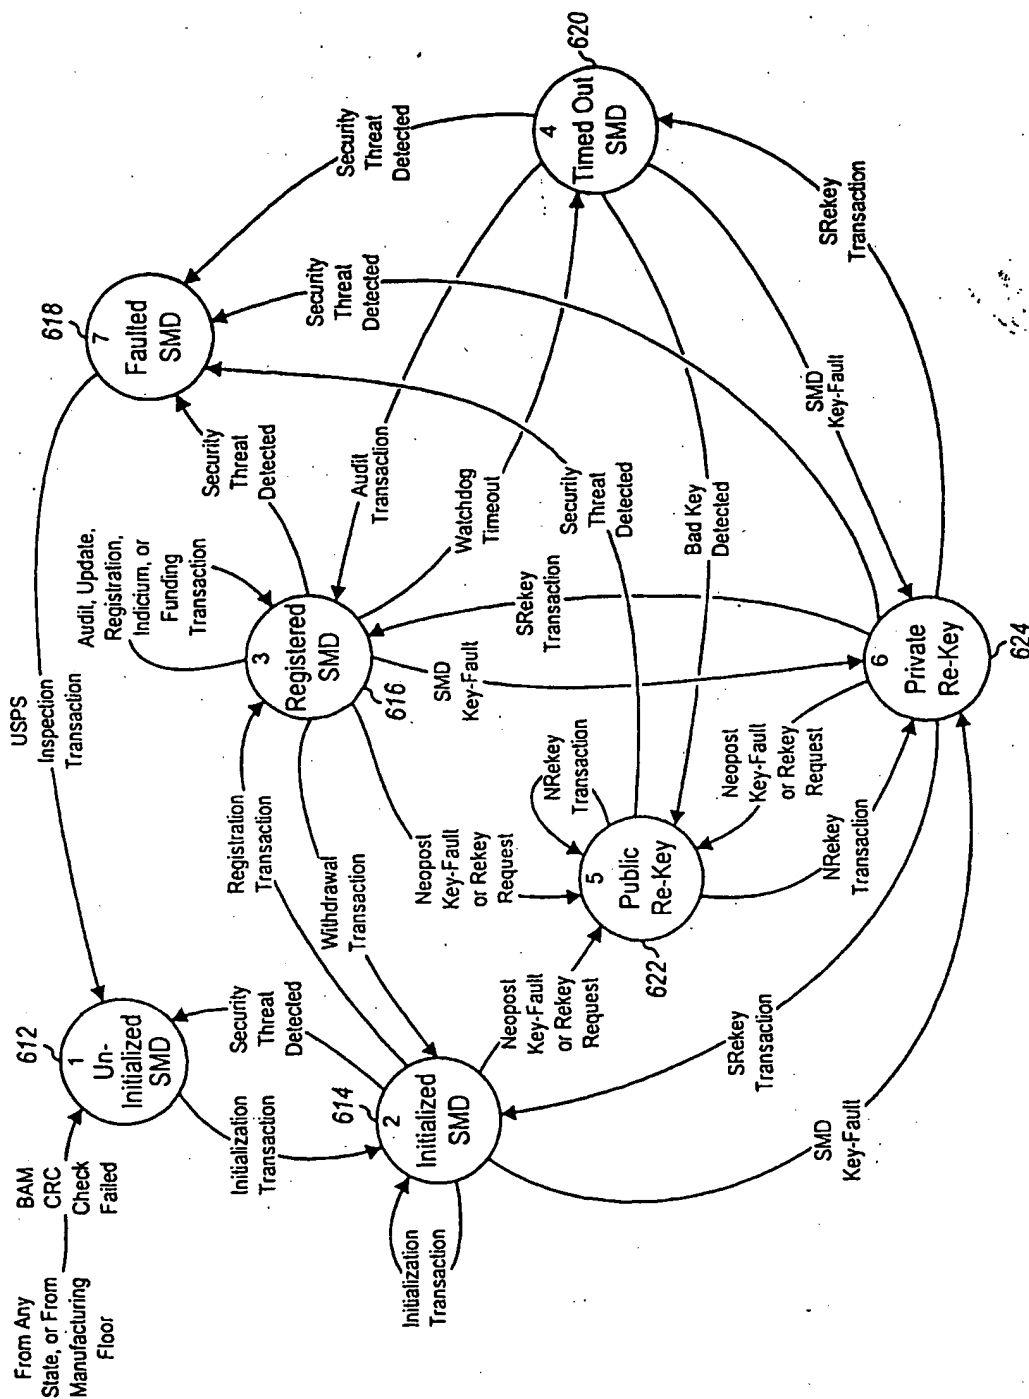 From Any
State, or From
Manufacturing
Floor
BAM
CRC
Check
Failed
612
1
Un-
Initialized
SMD
USPS
Inspection
Transaction
Initialization
Transaction
Security
Threat
Detected
614
2
Initialized
SMD
Initialization
Transaction
Registration
Transaction
Withdrawal
Transaction
Audit, Update,
Registration,
Indicium, or
Funding
Transaction
3
Registered
SMD
616
Security
Threat
Detected
618
7
Faulted
SMD
Security
Threat
Detected
Security
Threat
Detected
620
4
Timed Out
SMD
Audit
Transaction
Watchdog
Timeout
Security
Threat
Detected
Bad Key
Detected
SMD
Key-Fault
SRekey
Transaction
SRekey
Transaction
SMD
Key-Fault
Neopost
Key-Fault
or Rekey
Request
Neopost
Key-Fault
or Rekey
Request
NRekey
Transaction
5
Public
Re-Key
622
Neopost
Key-Fault
or Rekey
Request
NRekey
Transaction
6
Private
Re-Key
624
SRekey
Transaction
SMD
Key-Fault